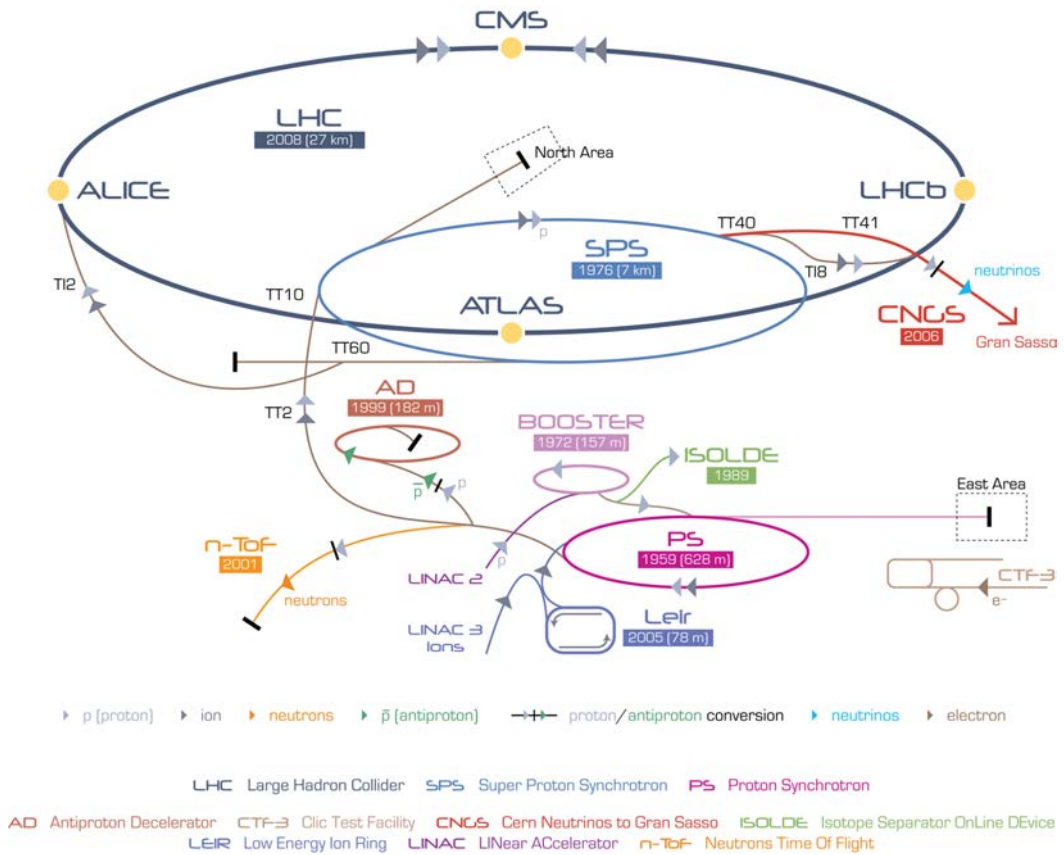 CMS
LHC
2008 (27 km)
North Area
ALICE
LHCb
TT40
TT41
p
SPS
1976 (7 km)
TI8
neutrinos
TI2
TT10
ATLAS
CNGS
2006
Gran Sasso
TT60
AD
1999 (182 m)
TT2
BOOSTER
1972 (157 m)
ISOLDE
1989
p
p̄
East Area
n-ToF
2001
PS
1959 (628 m)
LINAC 2
p
neutrons
CTF-3
e-
LINAC 3
Ions
Leir
2005 (78 m)
p (proton) ion neutrons p̄ (antiproton) proton/antiproton conversion neutrinos electron
LHC Large Hadron Collider SPS Super Proton Synchrotron PS Proton Synchrotron
AD Antiproton Decelerator CTF-3 Clic Test Facility CNGS Cern Neutrinos to Gran Sasso ISOLDE Isotope Separator OnLine DEvice
LEIR Low Energy Ion Ring LINAC LINear ACcelerator n-ToF Neutrons Time Of Flight